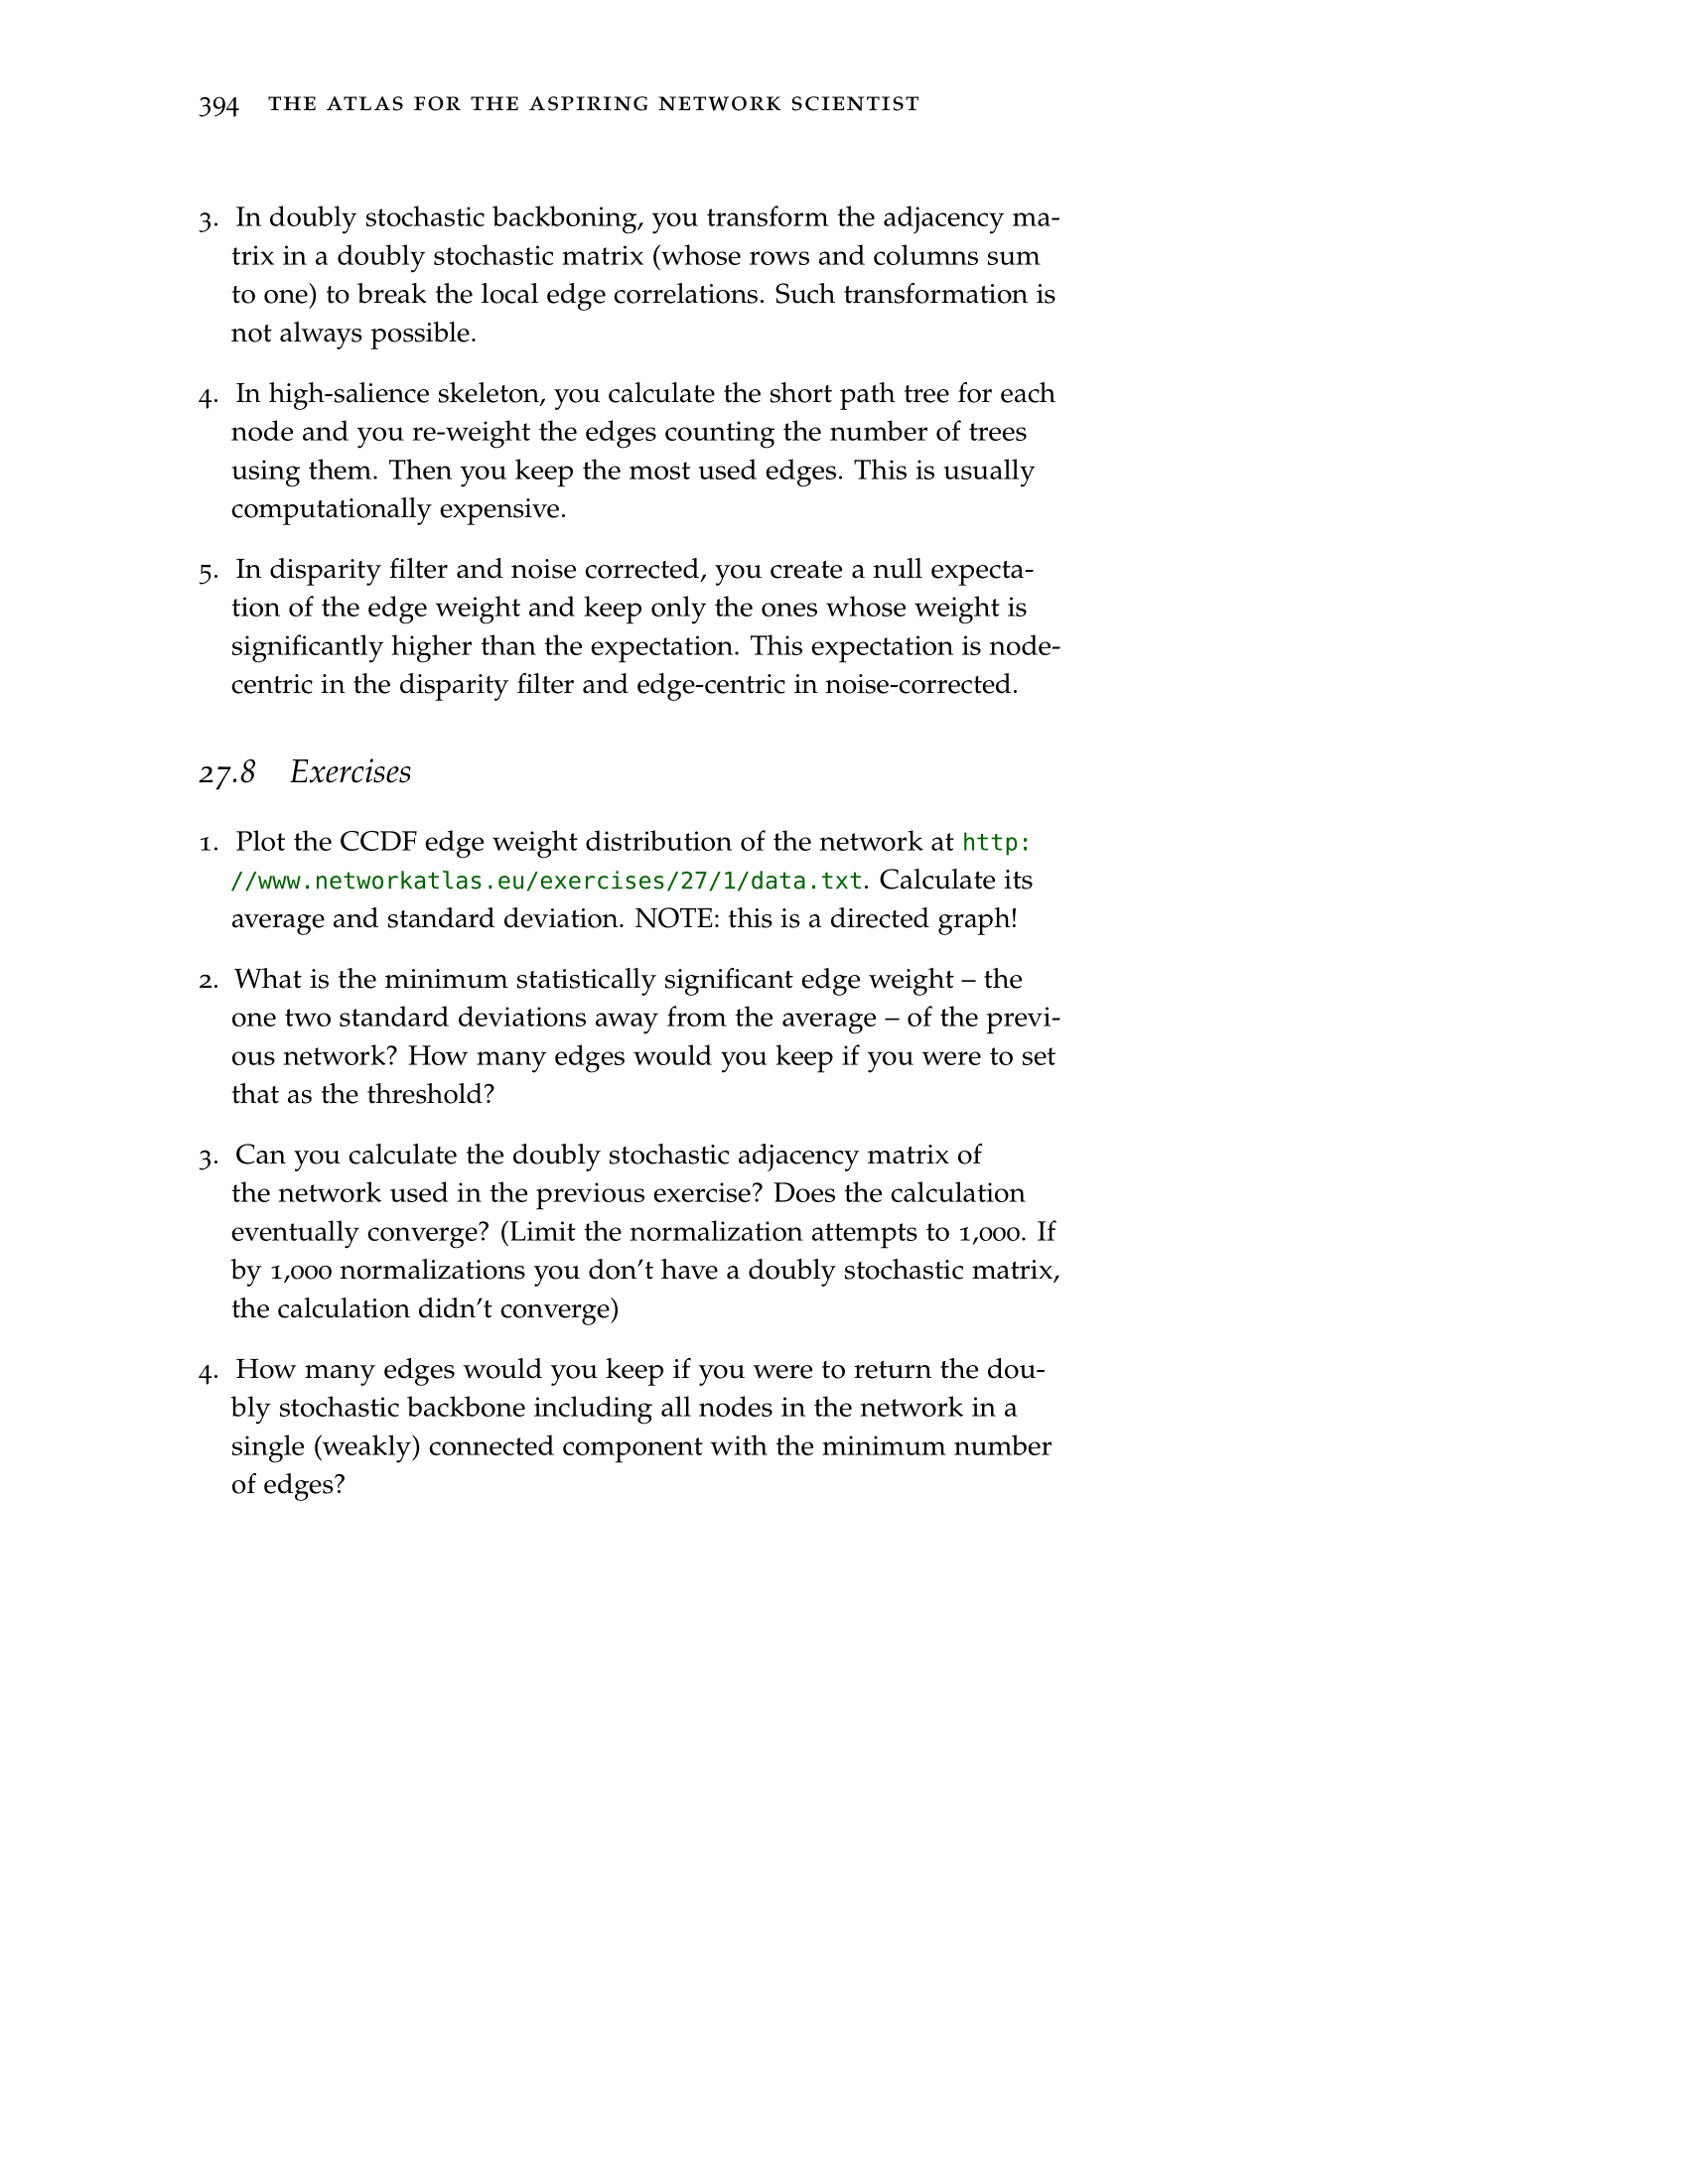 394 THE ATLAS FOR THE ASPIRING NETWORK SCIENTIST
3. In doubly stochastic backboning, you transform the adjacency ma-
trix in a doubly stochastic matrix (whose rows and columns sum
to one) to break the local edge correlations. Such transformation is
not always possible.
4. In high-salience skeleton, you calculate the short path tree for each
node and you re-weight the edges counting the number of trees
using them. Then you keep the most used edges. This is usually
computationally expensive.
5. In disparity filter and noise corrected, you create a null expecta-
tion of the edge weight and keep only the ones whose weight is
significantly higher than the expectation. This expectation is node-
centric in the disparity filter and edge-centric in noise-corrected.
27.8 Exercises
1. Plot the CCDF edge weight distribution of the network at http:
//www.networkatlas.eu/exercises/27/1/data.txt. Calculate its
average and standard deviation. NOTE: this is a directed graph!
2. What is the minimum statistically significant edge weight – the
one two standard deviations away from the average – of the previ-
ous network? How many edges would you keep if you were to set
that as the threshold?
3. Can you calculate the doubly stochastic adjacency matrix of
the network used in the previous exercise? Does the calculation
eventually converge? (Limit the normalization attempts to 1,000. If
by 1,000 normalizations you don't have a doubly stochastic matrix,
the calculation didn't converge)
4. How many edges would you keep if you were to return the dou-
bly stochastic backbone including all nodes in the network in a
single (weakly) connected component with the minimum number
of edges?